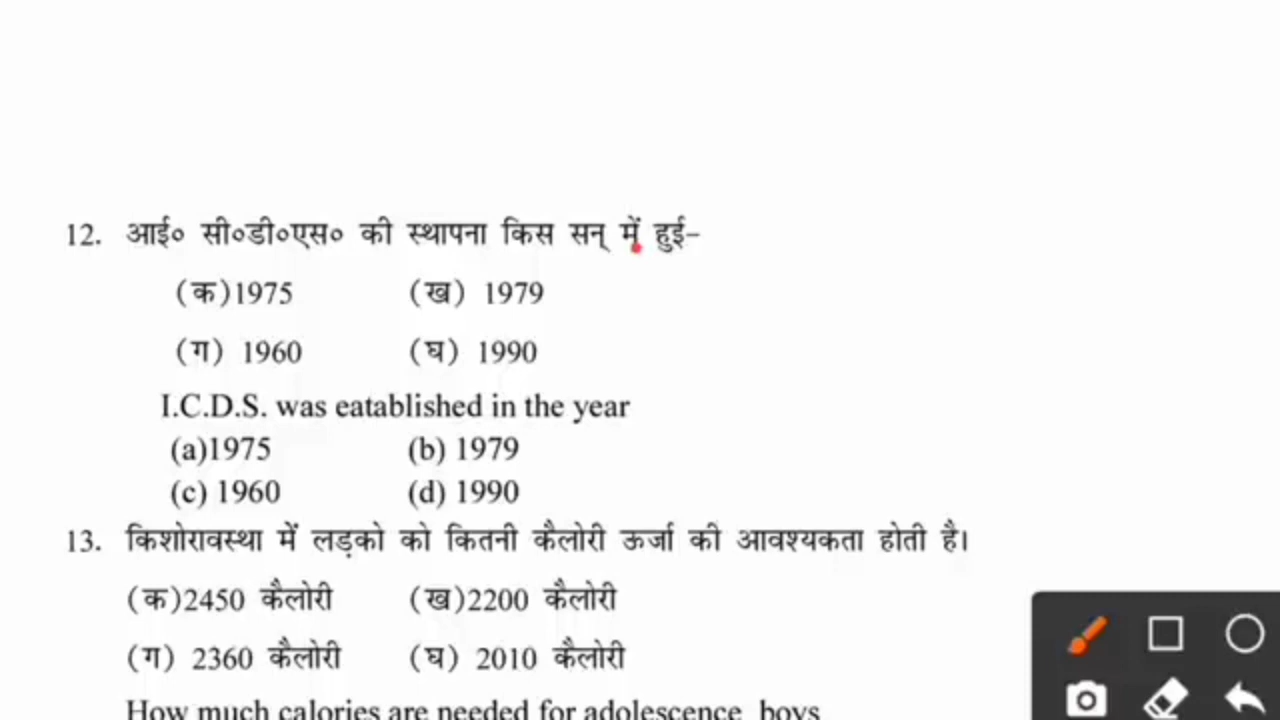 12. आई० सी०डी०एस० की स्थापना किस सन् में हुई-
(क)1975 (ख) 1979
(ग) 1960 (घ) 1990
I.C.D.S. was eatablished in the year
(a)1975 (b) 1979
(c) 1960 (d) 1990
13. किशोरावस्था में लड़को को कितनी कैलोरी ऊर्जा की आवश्यकता होती है।
(क)2450 कैलोरी (ख)2200 कैलोरी
(ग) 2360 कैलोरी (घ) 2010 कैलोरी
How much calories are needed for adolescence boys